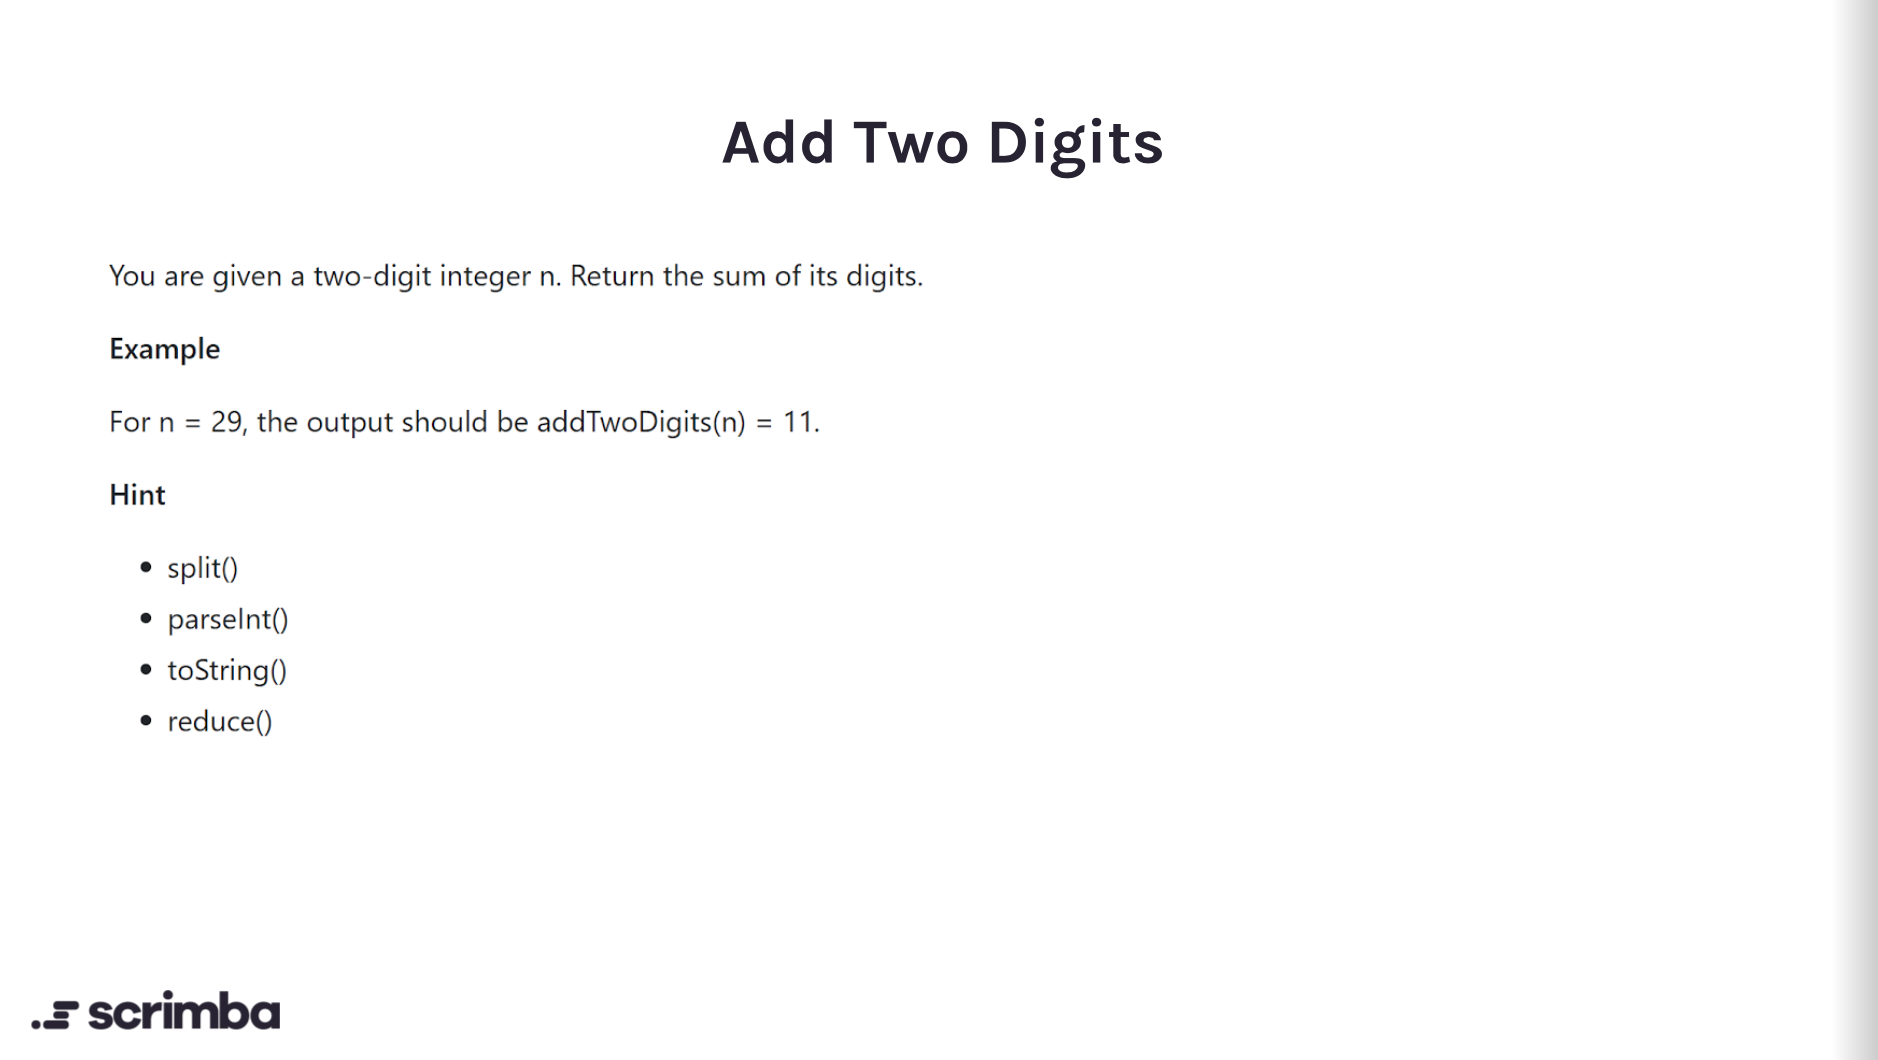 Add Two Digits
You are given a two-digit integer n. Return the sum of its digits.
Example
For n = 29, the output should be addTwoDigits(n) = 11.
Hint
• split()
• parseInt()
• toString()
• reduce()
scrimba